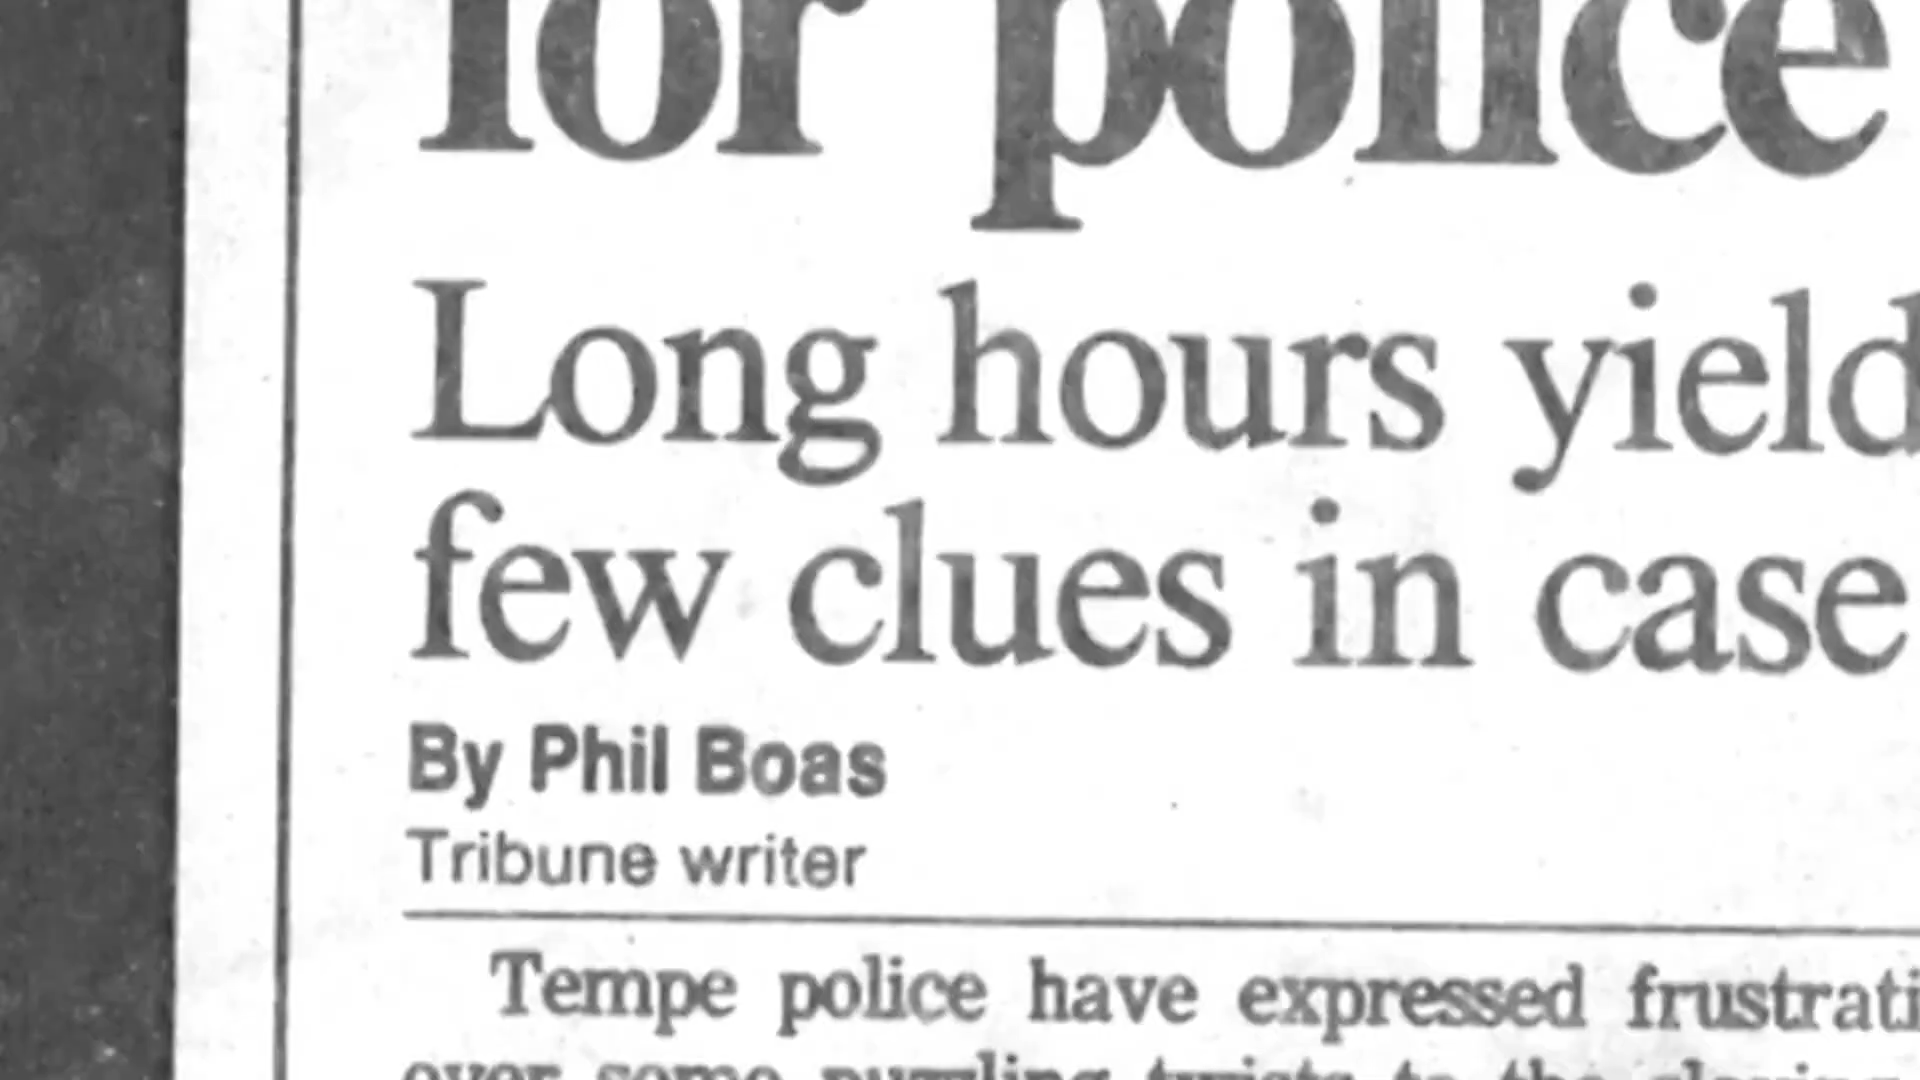 for police
Long hours yield
few clues in case
By Phil Boas
Tribune writer
Tempe police have expressed frustrati
over some puzzling twists to the